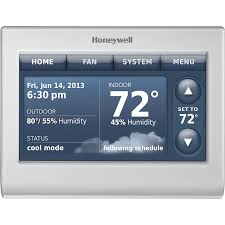 Honeywell
HOME FAN SYSTEM MENU
Fri, Jun 14, 2013
6:30 pm
INDOOR
72°
45% Humidity
OUTDOOR
80°/ 55% Humidity
SET TO
72°
STATUS
cool mode
following schedule